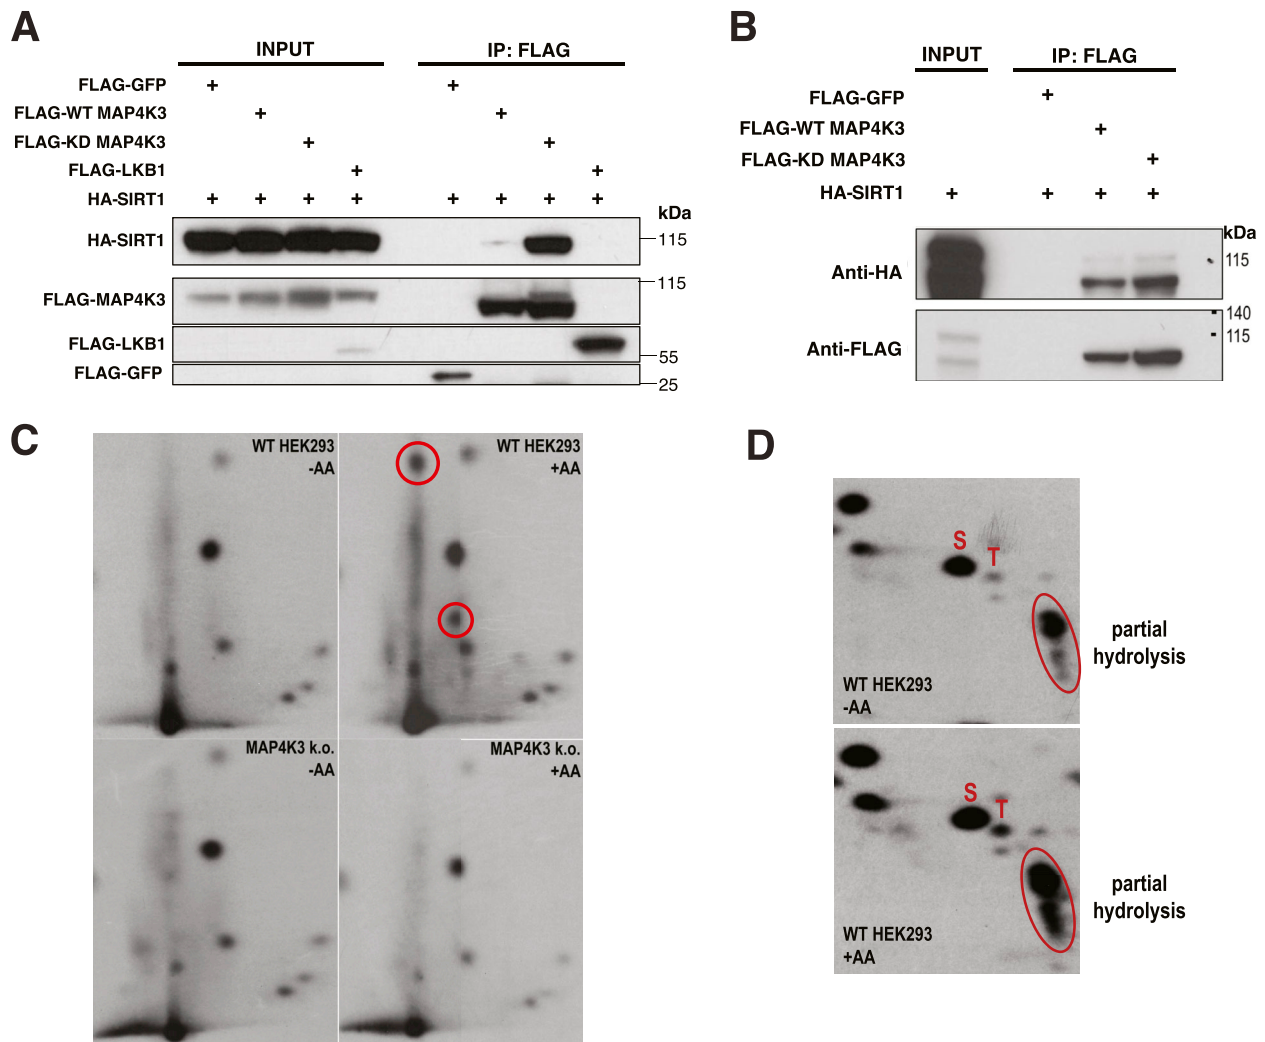 A
INPUT
IP: FLAG
FLAG-GFP + +
FLAG-WT MAP4K3 + +
FLAG-KD MAP4K3 + +
FLAG-LKB1 + +
HA-SIRT1 + + + + + + + +
kDa
HA-SIRT1
115
FLAG-MAP4K3
115
FLAG-LKB1
55
FLAG-GFP
25
B
INPUT
IP: FLAG
FLAG-GFP +
FLAG-WT MAP4K3 +
FLAG-KD MAP4K3 +
HA-SIRT1 + + + +
kDa
Anti-HA
115
140
115
Anti-FLAG
C
WT HEK293
-AA
WT HEK293
+AA
MAP4K3 k.o.
-AA
MAP4K3 k.o.
+AA
D
S
T
partial
hydrolysis
WT HEK293
-AA
S
T
partial
hydrolysis
WT HEK293
+AA